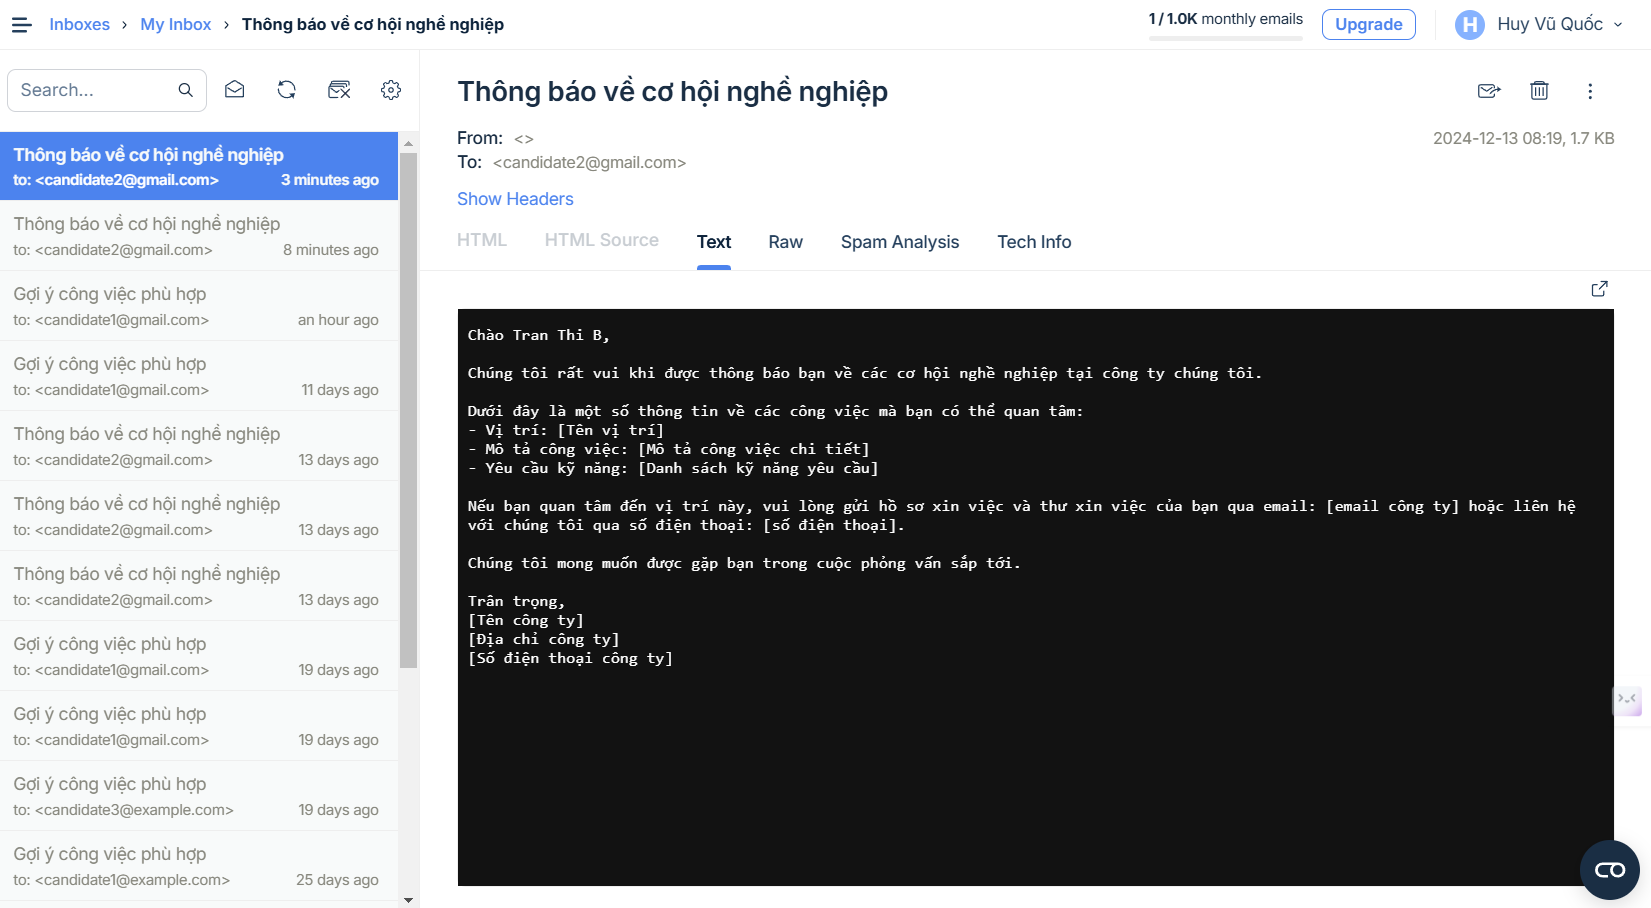 Inboxes › My Inbox › Thông báo về cơ hội nghề nghiệp
1 / 1.0K monthly emails
Upgrade
H
Huy Vũ Quốc
Search...
Thông báo về cơ hội nghề nghiệp
to: <candidate2@gmail.com> 3 minutes ago
Thông báo về cơ hội nghề nghiệp
to: <candidate2@gmail.com> 8 minutes ago
Gợi ý công việc phù hợp
to: <candidate1@gmail.com> an hour ago
Gợi ý công việc phù hợp
to: <candidate1@gmail.com> 11 days ago
Thông báo về cơ hội nghề nghiệp
to: <candidate2@gmail.com> 13 days ago
Thông báo về cơ hội nghề nghiệp
to: <candidate2@gmail.com> 13 days ago
Thông báo về cơ hội nghề nghiệp
to: <candidate2@gmail.com> 13 days ago
Gợi ý công việc phù hợp
to: <candidate1@gmail.com> 19 days ago
Gợi ý công việc phù hợp
to: <candidate1@gmail.com> 19 days ago
Gợi ý công việc phù hợp
to: <candidate3@example.com> 19 days ago
Gợi ý công việc phù hợp
to: <candidate1@example.com> 25 days ago
Thông báo về cơ hội nghề nghiệp
From: <>
2024-12-13 08:19, 1.7 KB
To: <candidate2@gmail.com>
Show Headers
HTML HTML Source Text Raw Spam Analysis Tech Info
Chào Tran Thi B,
Chúng tôi rất vui khi được thông báo bạn về các cơ hội nghề nghiệp tại công ty chúng tôi.
Dưới đây là một số thông tin về các công việc mà bạn có thể quan tâm:
- Vị trí: [Tên vị trí]
- Mô tả công việc: [Mô tả công việc chi tiết]
- Yêu cầu kỹ năng: [Danh sách kỹ năng yêu cầu]
Nếu bạn quan tâm đến vị trí này, vui lòng gửi hồ sơ xin việc và thư xin việc của bạn qua email: [email công ty] hoặc liên hệ
với chúng tôi qua số điện thoại: [số điện thoại].
Chúng tôi mong muốn được gặp bạn trong cuộc phỏng vấn sắp tới.
Trân trọng,
[Tên công ty]
[Địa chỉ công ty]
[Số điện thoại công ty]